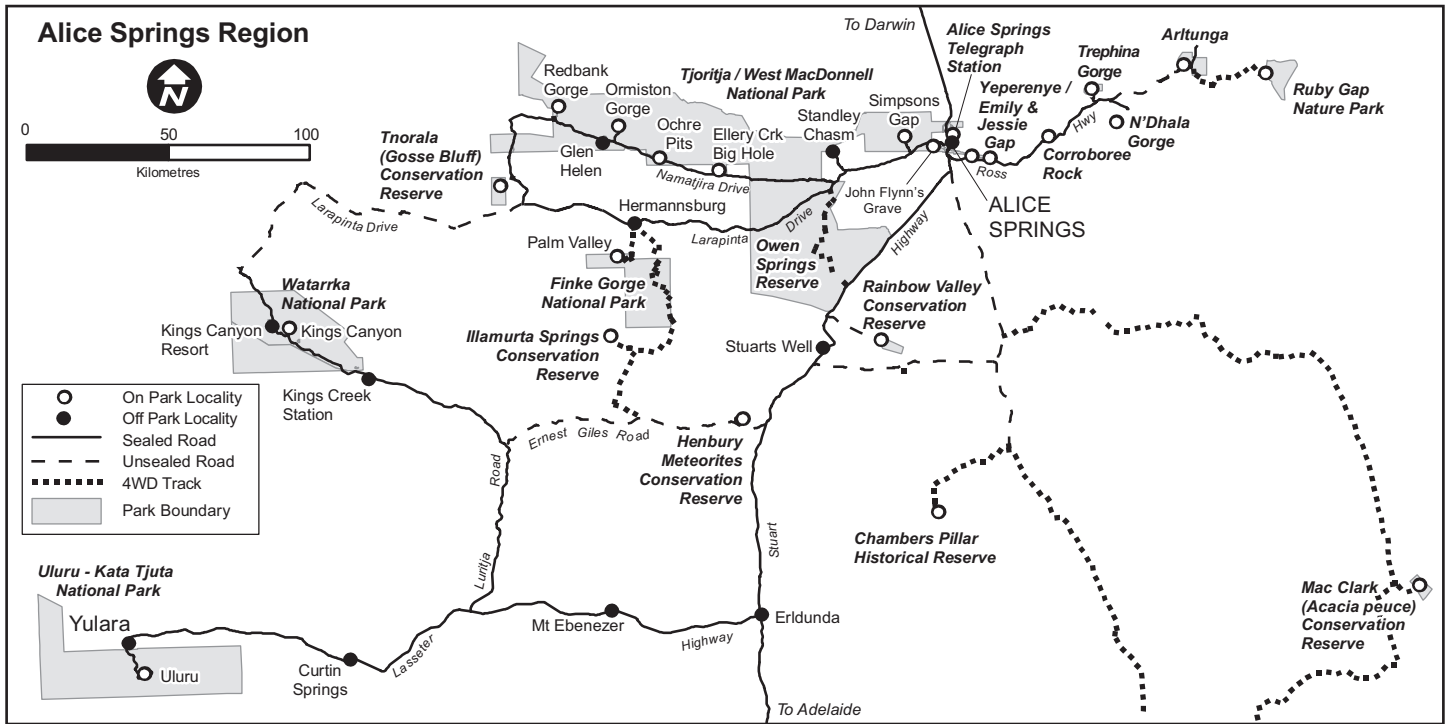 Alice Springs Region
N
0
50
100
Kilometres
To Darwin
Alice Springs
Telegraph
Station
Trephina
Gorge
Arltunga
Ruby Gap
Nature Park
Yeperenye /
Emily &
Jessie
Gap
N'Dhala
Gorge
Corroboree
Rock
Ross
Hwy
Redbank
Gorge
Ormiston
Gorge
Tjoritja / West MacDonnell
National Park
Simpsons
Gap
Standley
Chasm
Ochre
Pits
Ellery Crk
Big Hole
Glen
Helen
Namatjira Drive
Tnorala
(Gosse Bluff)
Conservation
Reserve
John Flynn's
Grave
ALICE
SPRINGS
Larapinta Drive
Hermannsburg
Larapinta
Drive
Highway
Palm Valley
Finke Gorge
National Park
Owen
Springs
Reserve
Rainbow Valley
Conservation
Reserve
Watarrka
National Park
Kings Canyon
Resort
Kings Canyon
Illamurta Springs
Conservation
Reserve
Stuarts Well
Kings Creek
Station
On Park Locality
Off Park Locality
Sealed Road
Unsealed Road
4WD Track
Park Boundary
Ernest Giles Road
Henbury
Meteorites
Conservation
Reserve
Road
Luritja
Stuart
Chambers Pillar
Historical Reserve
Uluru - Kata Tjuta
National Park
Yulara
Uluru
Curtin
Springs
Lasseter
Mt Ebenezer
Highway
Erldunda
Mac Clark
(Acacia peuce)
Conservation
Reserve
To Adelaide